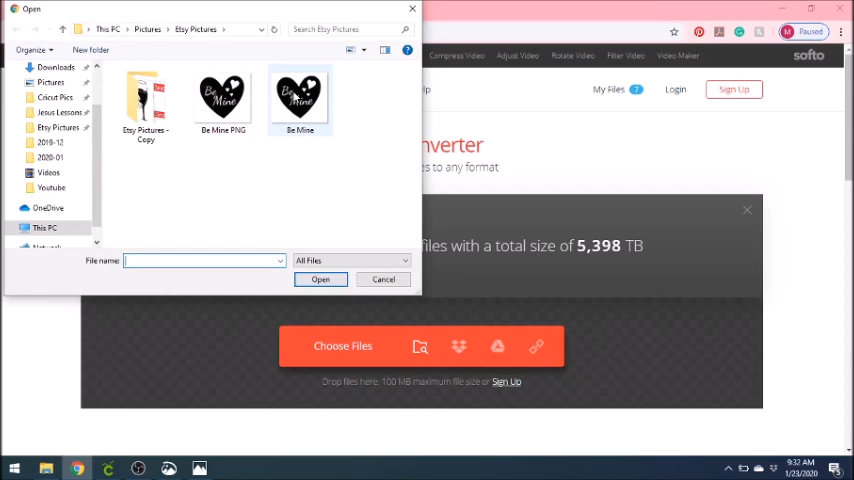 Open
This PC > Pictures > Etsy Pictures >
Search Etsy Pictures
Organize
New folder
Downloads
Pictures
Cricut Pics
Jesus Lessons
Etsy Pictures
2019-12
2020-01
Videos
Youtube
OneDrive
This PC
Etsy Pictures -
Copy
Be
Mine
Be Mine PNG
Be
Mine
Be Mine
File name:
All Files
Open
Cancel
M Paused
Compress Video Adjust Video Rotate Video Filter Video Video Maker
softo
lp My Files 7 Login Sign Up
nverter
es to any format
files with a total size of 5,398 TB
Choose Files
Drop files here. 100 MB maximum file size or Sign Up
9:32 AM
1/23/2020